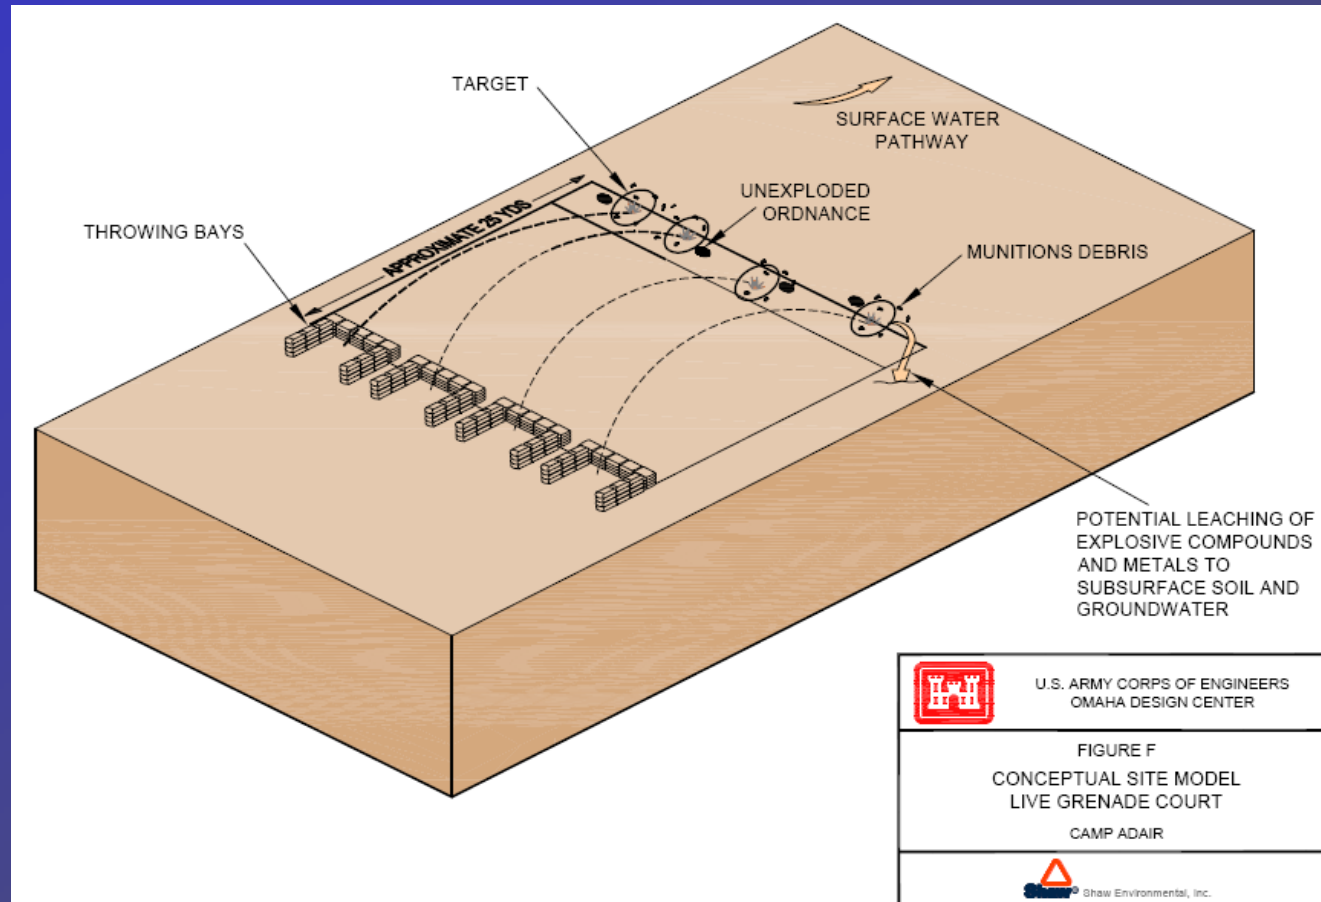 TARGET
SURFACE WATER
PATHWAY
UNEXPLODED
ORDNANCE
APPROXIMATE 25 YDS
THROWING BAYS
MUNITIONS DEBRIS
POTENTIAL LEACHING OF
EXPLOSIVE COMPOUNDS
AND METALS TO
SUBSURFACE SOIL AND
GROUNDWATER
U.S. ARMY CORPS OF ENGINEERS
OMAHA DESIGN CENTER
FIGURE F
CONCEPTUAL SITE MODEL
LIVE GRENADE COURT
CAMP ADAIR
Shaw® Shaw Environmental, Inc.